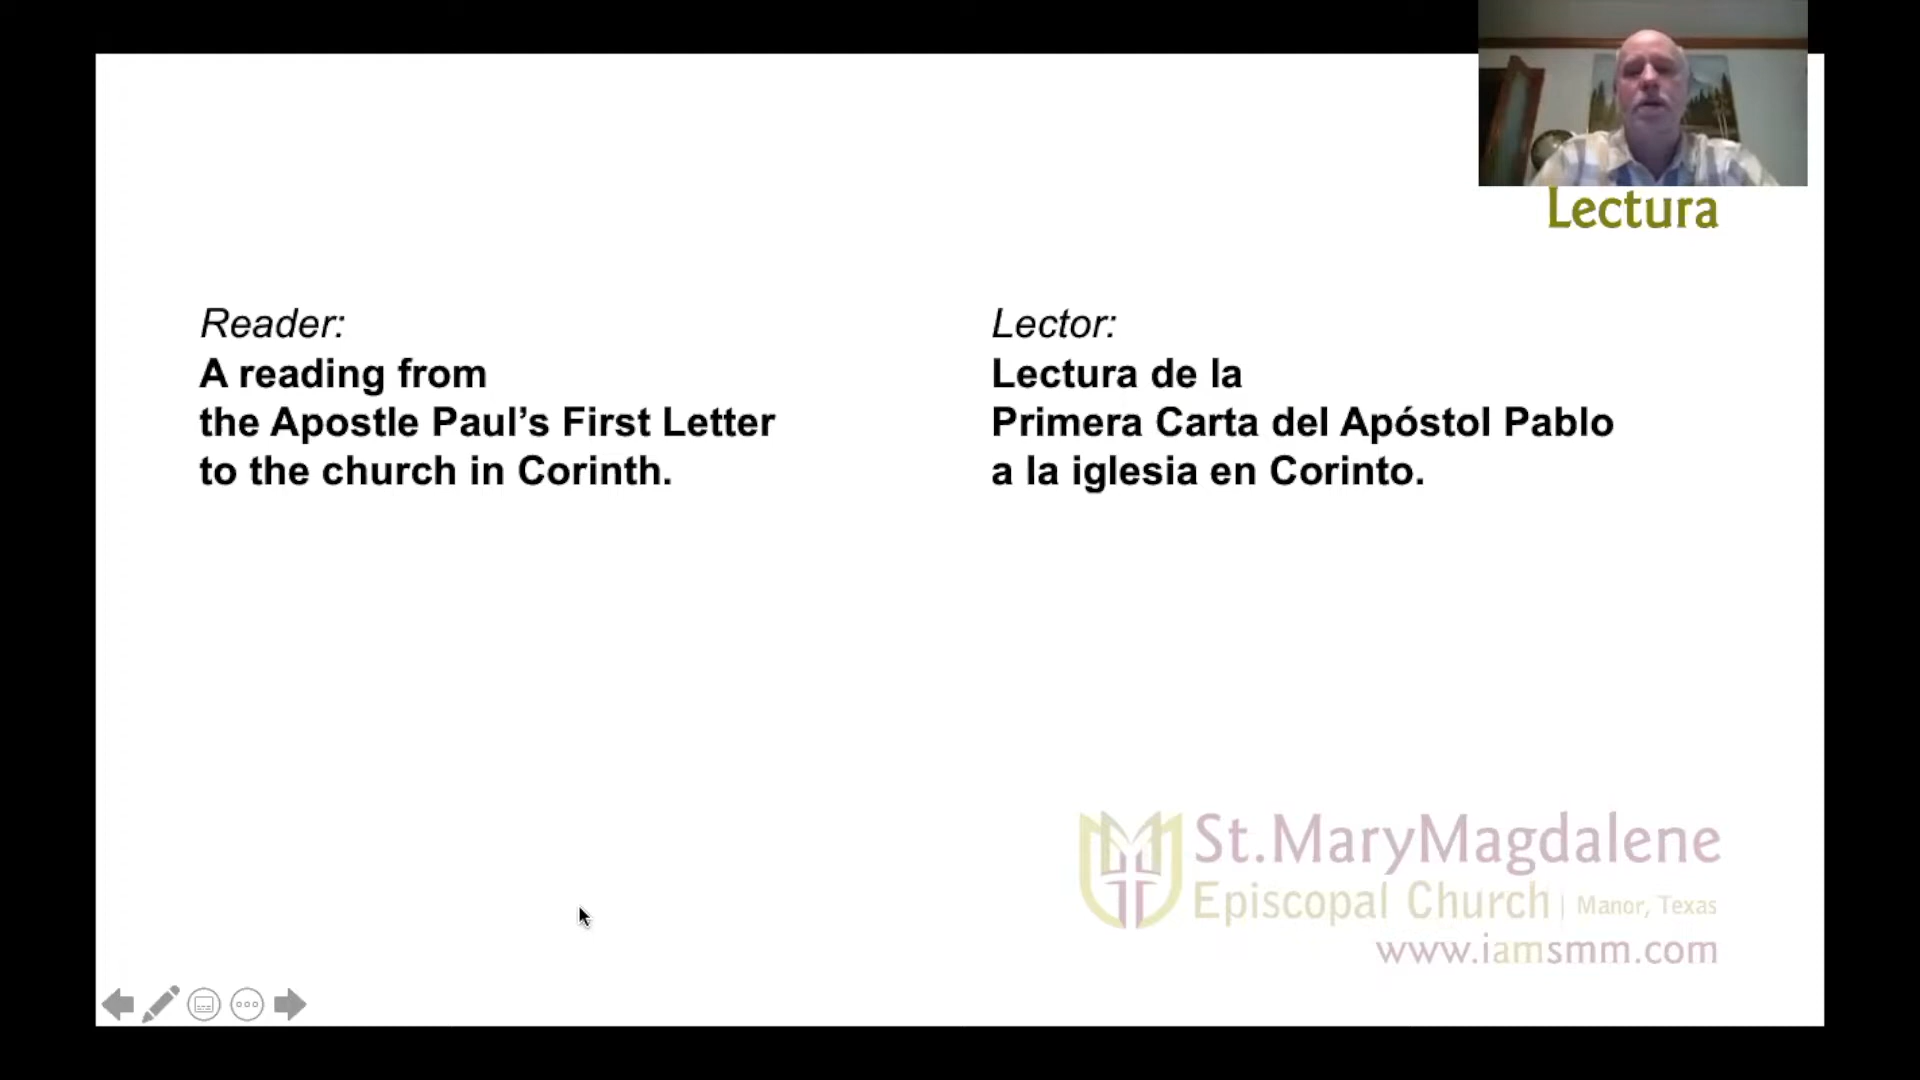 Lectura
Reader:
A reading from
the Apostle Paul’s First Letter
to the church in Corinth.
Lector:
Lectura de la
Primera Carta del Apóstol Pablo
a la iglesia en Corinto.
St.MaryMagdalene
Episcopal Church | Manor, Texas
www.iamsmm.com